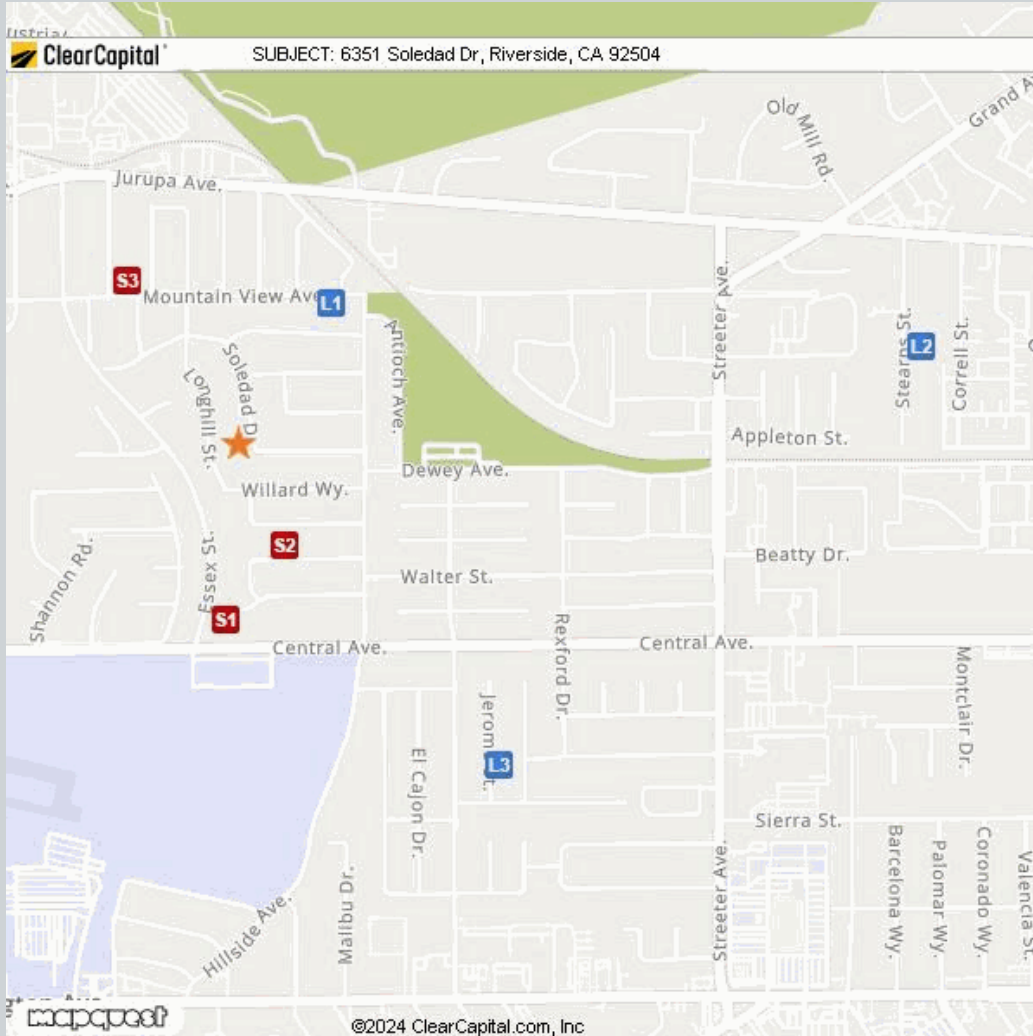 ClearCapital
SUBJECT: 6351 Soledad Dr, Riverside, CA 92504
Old Mill Rd.
Jurupa Ave.
S3
Mountain View Ave
L1
Antioch Ave.
Streeter Ave.
Stearns St.
L2
Correll St.
Soledad D
Longhill St.
Appleton St.
Dewey Ave.
Willard Wy.
S2
Essex St.
Shannon Rd.
Walter St.
Beatty Dr.
S1
Central Ave.
Central Ave.
Rexford Dr.
Montclair Dr.
Jerom
L3
t.
El Cajon Dr.
Sierra St.
Malibu Dr.
Hillside Ave.
Streeter Ave.
Barcelona Wy.
Palomar Wy.
Coronado Wy.
Valencia St.
mapquest
©2024 ClearCapital.com, Inc